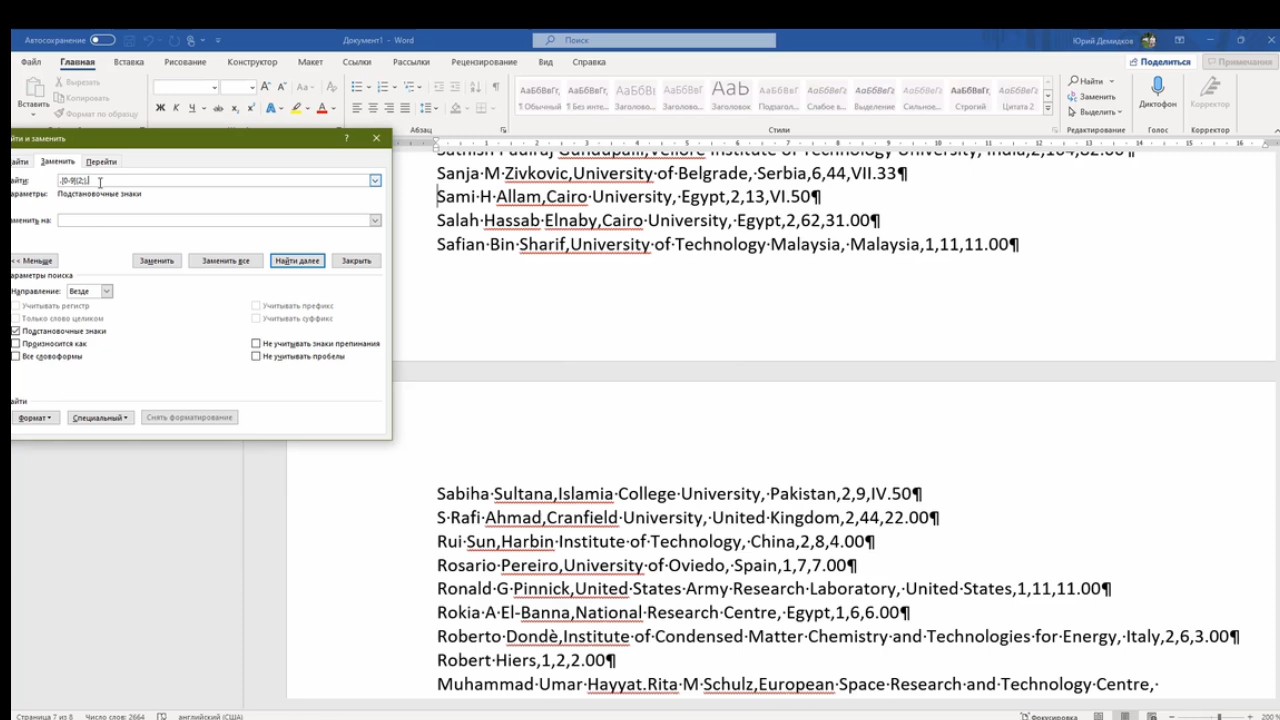 Автосохранение
Документ1 - Word
Поиск
Юрий Демидков
Файл Главная Вставка Рисование Конструктор Макет Ссылки Рассылки Рецензирование Вид Справка
Поделиться
Примечания
Вставить
Вырезать
Копировать
Формат по образцу
АаБбВвГг, АаБбВвГг, АаБбВі АаБбВвГ АаБ АаБбВвГ АаБбВвГг АаБбВвГг АаБбВвГг АаБбВвГг, АаБбВвГг
¶ Обычный ¶ Без инте... Заголово... Заголово... Заголовок Подзагол... Слабое в... Выделение Сильное... Строгий Цитата 2
Найти
Заменить
Выделить
Диктофон
Корректор
Абзац Стили Редактирование Голос Корректор
йти и заменить
айти Заменить Перейти
айти:
араметры: Подстановочные знаки
менить на:
<< Меньше Заменить Заменить все Найти далее Закрыть
араметры поиска
Направление: Везде
Учитывать регистр
Только слово целиком
Подстановочные знаки
Произносится как
Все словоформы
Учитывать префикс
Учитывать суффикс
Не учитывать знаки препинания
Не учитывать пробелы
айти
Формат Специальный Снять форматирование
Sanja·M·Zivkovic,University·of·Belgrade,·Serbia,6,44,VII.33¶
Sami·H·Allam,Cairo·University,·Egypt,2,13,VI.50¶
Salah·Hassab·Elnaby,Cairo·University,·Egypt,2,62,31.00¶
Safian·Bin·Sharif,University·of·Technology·Malaysia,·Malaysia,1,11,11.00¶
Sabiha·Sultana,Islamia·College·University,·Pakistan,2,9,IV.50¶
S·Rafi·Ahmad,Cranfield·University,·United·Kingdom,2,44,22.00¶
Rui·Sun,Harbin·Institute·of·Technology,·China,2,8,4.00¶
Rosario·Pereiro,University·of·Oviedo,·Spain,1,7,7.00¶
Ronald·G·Pinnick,United·States·Army·Research·Laboratory,·United·States,1,11,11.00¶
Rokia·A·El-Banna,National·Research·Centre,·Egypt,1,6,6.00¶
Roberto·Dondè,Institute·of·Condensed·Matter·Chemistry·and·Technologies·for·Energy,·Italy,2,6,3.00¶
Robert·Hiers,1,2,2.00¶
Muhammad·Umar·Hayyat.Rita·M·Schulz,European·Space·Research·and·Technology·Centre,·
Страница 7 из 8 Число слов: 2664 английский (США) Фокусировка 200 %